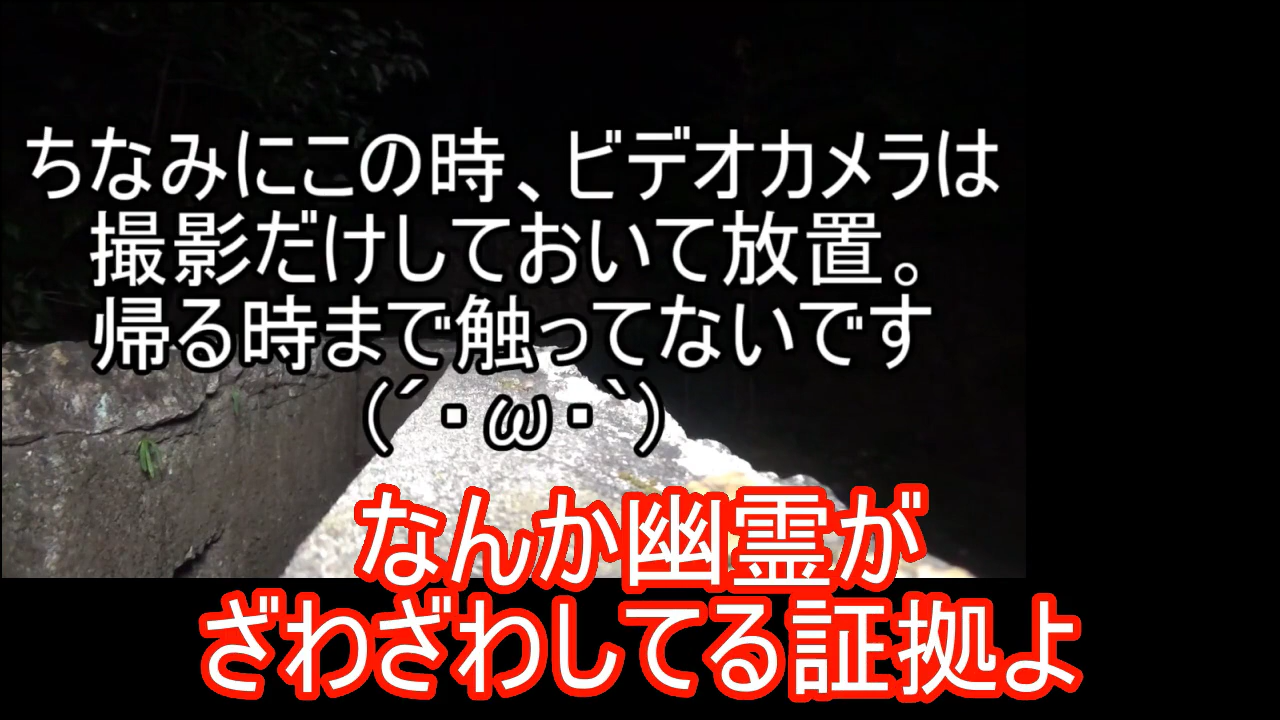 ちなみにこの時、ビデオカメラは
撮影だけしておいて放置。
帰る時まで触ってないです
(´・ω・`)
なんか幽霊が
ざわざわしてる証拠よ